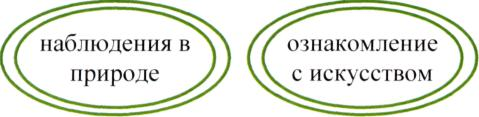 наблюдения в
природе
ознакомление
с искусством